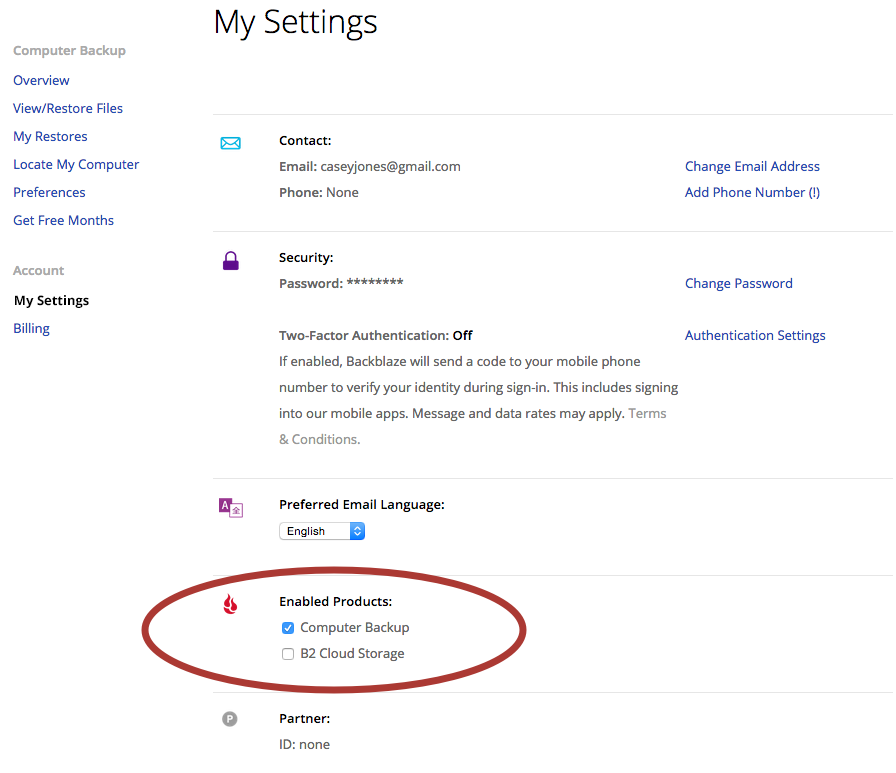 My Settings
Computer Backup
Overview
View/Restore Files
My Restores
Locate My Computer
Preferences
Get Free Months
Account
My Settings
Billing
Contact:
Email: caseyjones@gmail.com
Change Email Address
Phone: None
Add Phone Number (!)
Security:
Password: ********
Change Password
Two-Factor Authentication: Off
Authentication Settings
If enabled, Backblaze will send a code to your mobile phone
number to verify your identity during sign-in. This includes signing
into our mobile apps. Message and data rates may apply. Terms
& Conditions.
A 全
Preferred Email Language:
English
Enabled Products:
Computer Backup
B2 Cloud Storage
P
Partner:
ID: none